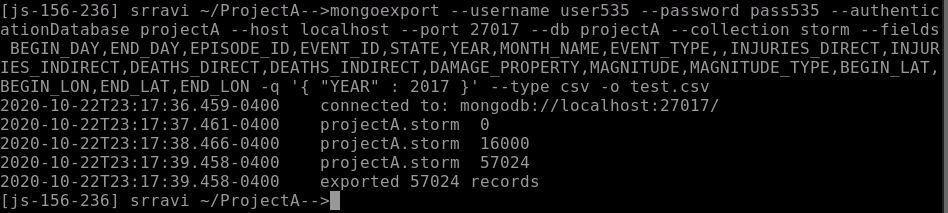 [js-156-236] srravi ~/ProjectA-->mongoexport --username user535 --password pass535 --authentic
ationDatabase projectA --host localhost --port 27017 --db projectA --collection storm --fields
 BEGIN_DAY,END_DAY,EPISODE_ID,EVENT_ID,STATE,YEAR,MONTH_NAME,EVENT_TYPE,,INJURIES_DIRECT,INJUR
IES_INDIRECT,DEATHS_DIRECT,DEATHS_INDIRECT,DAMAGE_PROPERTY,MAGNITUDE,MAGNITUDE_TYPE,BEGIN_LAT,
BEGIN_LON,END_LAT,END_LON -q '{ "YEAR" : 2017 }' --type csv -o test.csv
2020-10-22T23:17:36.459-0400    connected to: mongodb://localhost:27017/
2020-10-22T23:17:37.461-0400    projectA.storm  0
2020-10-22T23:17:38.466-0400    projectA.storm  16000
2020-10-22T23:17:39.458-0400    projectA.storm  57024
2020-10-22T23:17:39.458-0400    exported 57024 records
[js-156-236] srravi ~/ProjectA-->